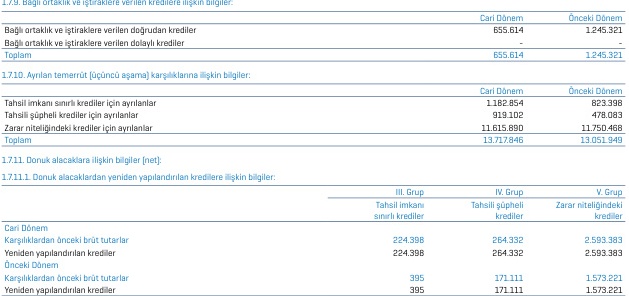 1.7.9. Bağlı ortaklık ve iştiraklere verilen kredilere ilişkin bilgiler:
Cari Dönem Önceki Dönem
Bağlı ortaklık ve iştiraklere verilen doğrudan krediler 655.614 1.245.321
Bağlı ortaklık ve iştiraklere verilen dolaylı krediler - -
Toplam 655.614 1.245.321
1.7.10. Ayrılan temerrüt (üçüncü aşama) karşılıklarına ilişkin bilgiler:
Cari Dönem Önceki Dönem
Tahsil imkanı sınırlı krediler için ayrılanlar 1.182.854 823.398
Tahsili şüpheli krediler için ayrılanlar 919.102 478.083
Zarar niteliğindeki krediler için ayrılanlar 11.615.890 11.750.468
Toplam 13.717.846 13.051.949
1.7.11. Donuk alacaklara ilişkin bilgiler (net):
1.7.11.1. Donuk alacaklardan yeniden yapılandırılan kredilere ilişkin bilgiler:
III. Grup IV. Grup V. Grup
Tahsil imkanı Tahsili şüpheli Zarar niteliğindeki
sınırlı krediler krediler krediler
Cari Dönem
Karşılıklardan önceki brüt tutarlar 224.398 264.332 2.593.383
Yeniden yapılandırılan krediler 224.398 264.332 2.593.383
Önceki Dönem
Karşılıklardan önceki brüt tutarlar 395 171.111 1.573.221
Yeniden yapılandırılan krediler 395 171.111 1.573.221